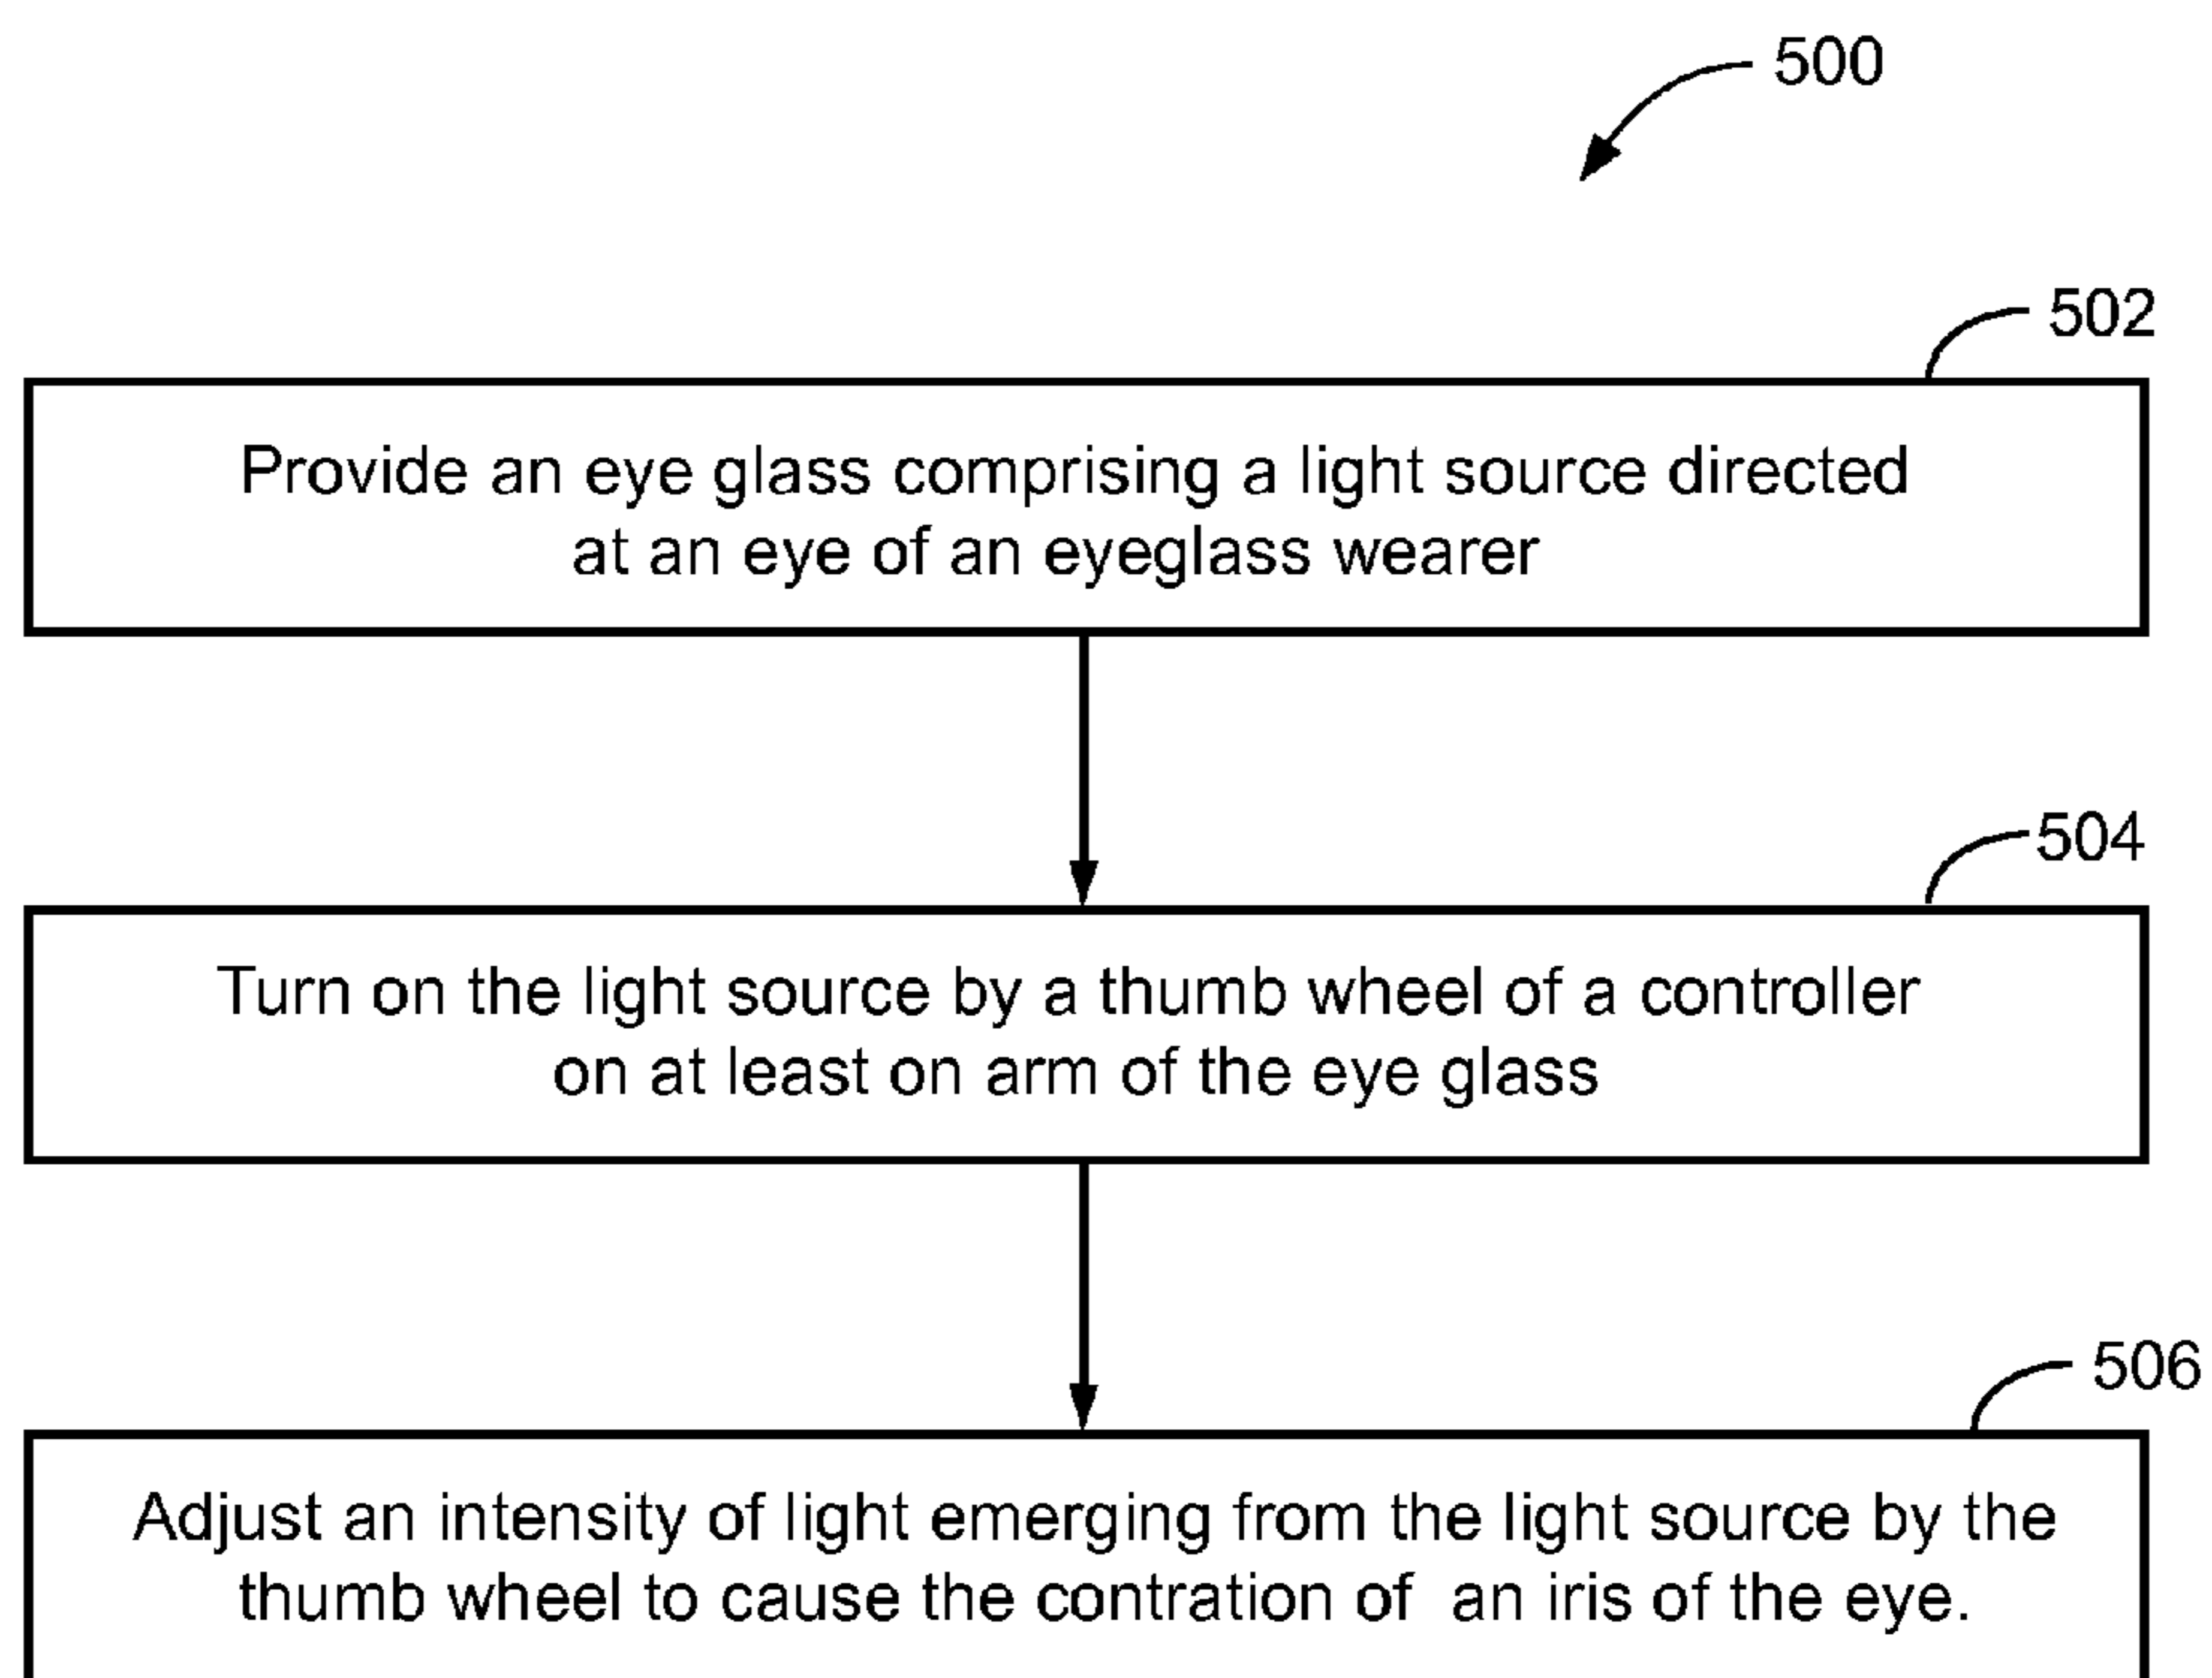 500
502
Provide an eye glass comprising a light source directed
at an eye of an eyeglass wearer
504
Turn on the light source by a thumb wheel of a controller
on at least on arm of the eye glass
506
Adjust an intensity of light emerging from the light source by the
thumb wheel to cause the contration of an iris of the eye.